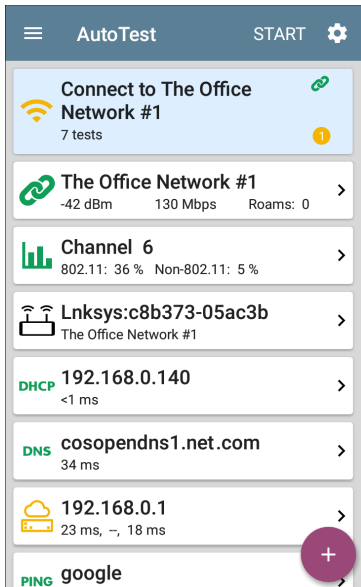 AutoTest START
Connect to The Office
Network #1
7 tests
1
The Office Network #1
-42 dBm 130 Mbps Roams: 0
Channel 6
802.11: 36 % Non-802.11: 5 %
Lnksys:c8b373-05ac3b
The Office Network #1
192.168.0.140
DHCP
<1 ms
cosopendns1.net.com
DNS
34 ms
192.168.0.1
23 ms, --, 18 ms
google
PING